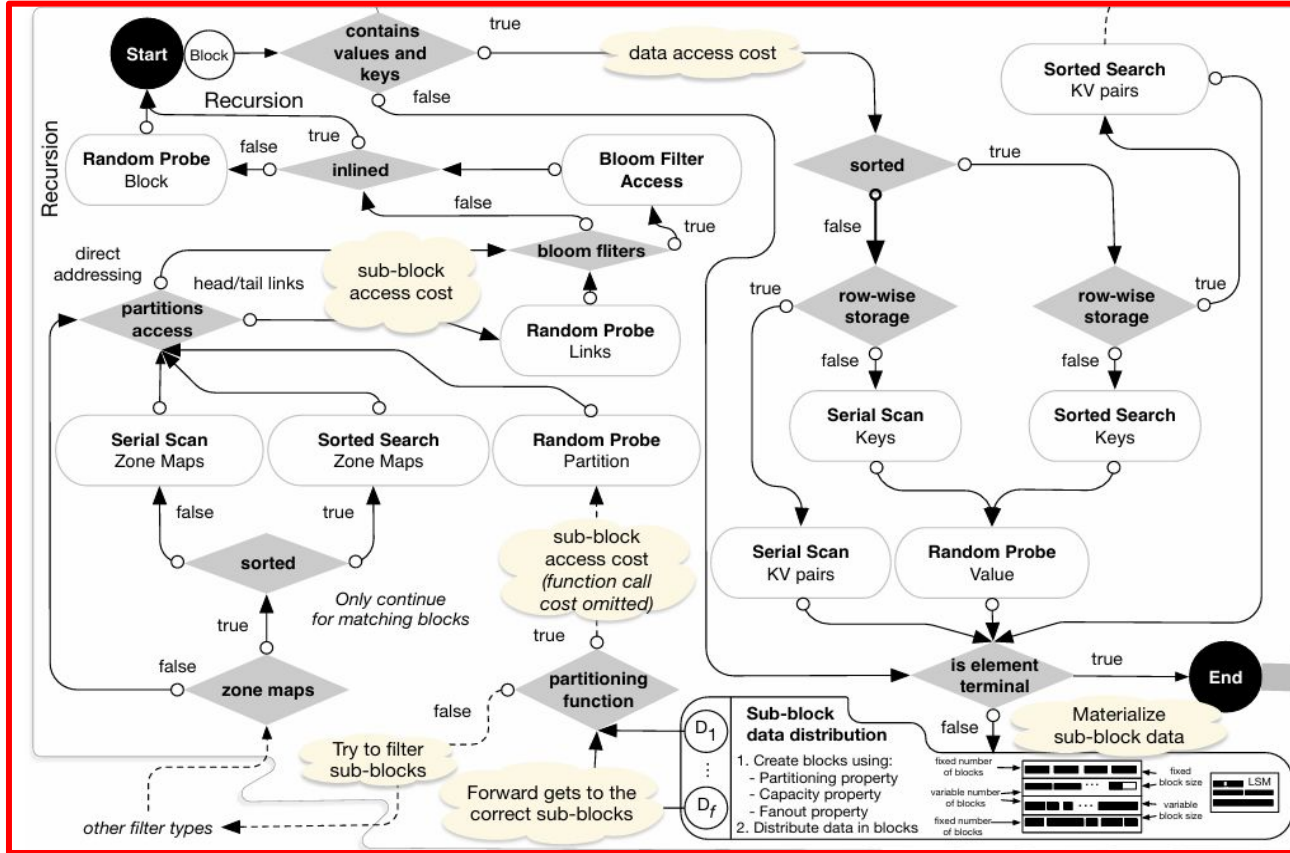 Start
Block
contains
values and
keys
true
data access cost
false
Recursion
Recursion
true
false
Random Probe
Block
inlined
Bloom Filter
Access
false
true
bloom fliters
direct
addressing
head/tail links
sub-block
access cost
partitions
access
Random Probe
Links
Serial Scan
Zone Maps
Sorted Search
Zone Maps
Random Probe
Partition
false
true
sorted
sub-block
access cost
(function call
cost omitted)
Only continue
for matching blocks
true
true
false
zone maps
partitioning
function
false
Try to filter
sub-blocks
Forward gets to the
correct sub-blocks
other filter types
Sorted Search
KV pairs
sorted
true
false
true
row-wise
storage
row-wise
storage
true
false
false
Serial Scan
Keys
Sorted Search
Keys
Serial Scan
KV pairs
Random Probe
Value
is element
terminal
true
End
false
Materialize
sub-block data
D1
⋮
Df
Sub-block
data distribution
1. Create blocks using:
- Partitioning property
- Capacity property
- Fanout property
2. Distribute data in blocks
fixed number
of blocks
variable number
of blocks
fixed number
of blocks
fixed
block size
variable
block size
LSM